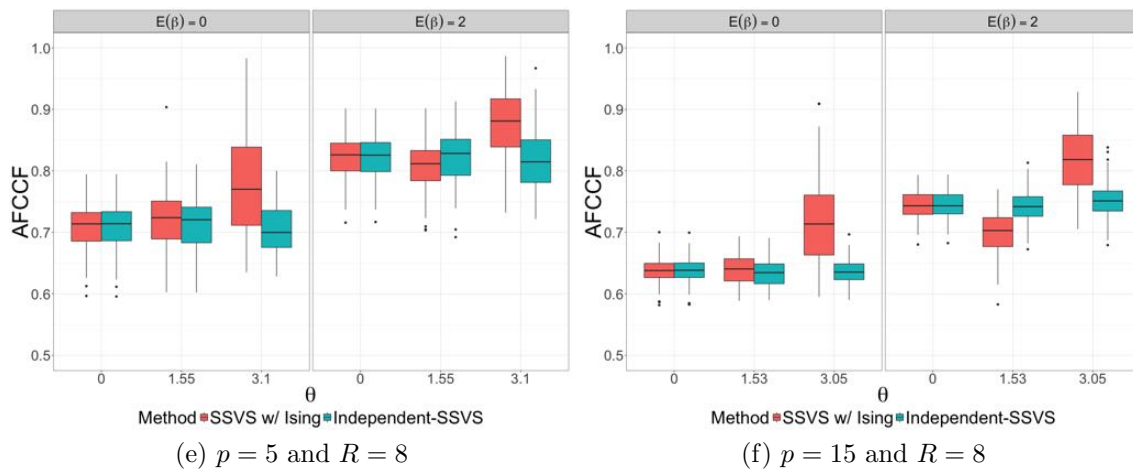 E(β) = 0 E(β) = 2
1.0
0.9
0.8
0.7
0.6
0.5
AFCCF
0 1.55 3.1 0 1.55 3.1
θ
Method SSVS w/ Ising Independent-SSVS
(e) p = 5 and R = 8
E(β) = 0 E(β) = 2
1.0
0.9
0.8
0.7
0.6
0.5
AFCCF
0 1.53 3.05 0 1.53 3.05
θ
Method SSVS w/ Ising Independent-SSVS
(f) p = 15 and R = 8